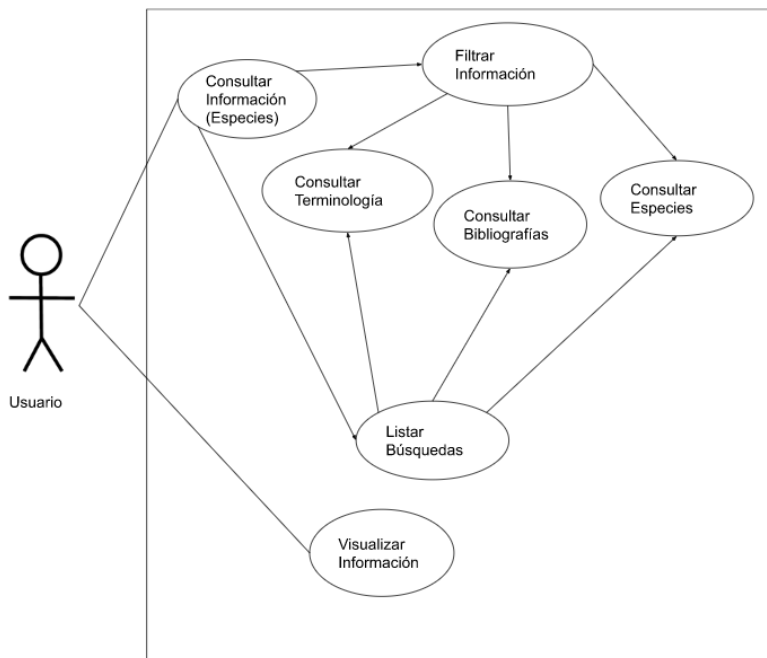 Consultar
Información
(Especies)
Filtrar
Información
Consultar
Terminología
Consultar
Bibliografías
Consultar
Especies
Usuario
Listar
Búsquedas
Visualizar
Información